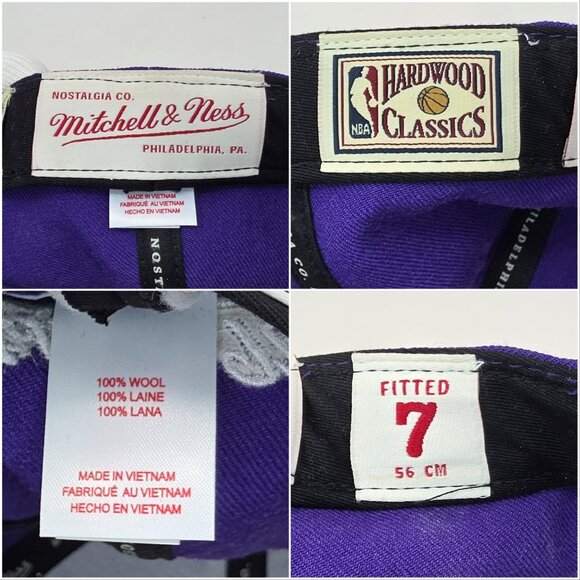 NOSTALGIA CO.
Mitchell & Ness
PHILADELPHIA, PA.
MADE IN VIETNAM
FABRIQUÉ AU VIETNAM
HECHO EN VIETNAM
NOST
HARDWOOD
NBA
CLASSICS
A CO.
PHILADELPHI
100% WOOL
100% LAINE
100% LANA
MADE IN VIETNAM
FABRIQUÉ AU VIETNAM
HECHO EN VIETNAM
FITTED
7
56 CM